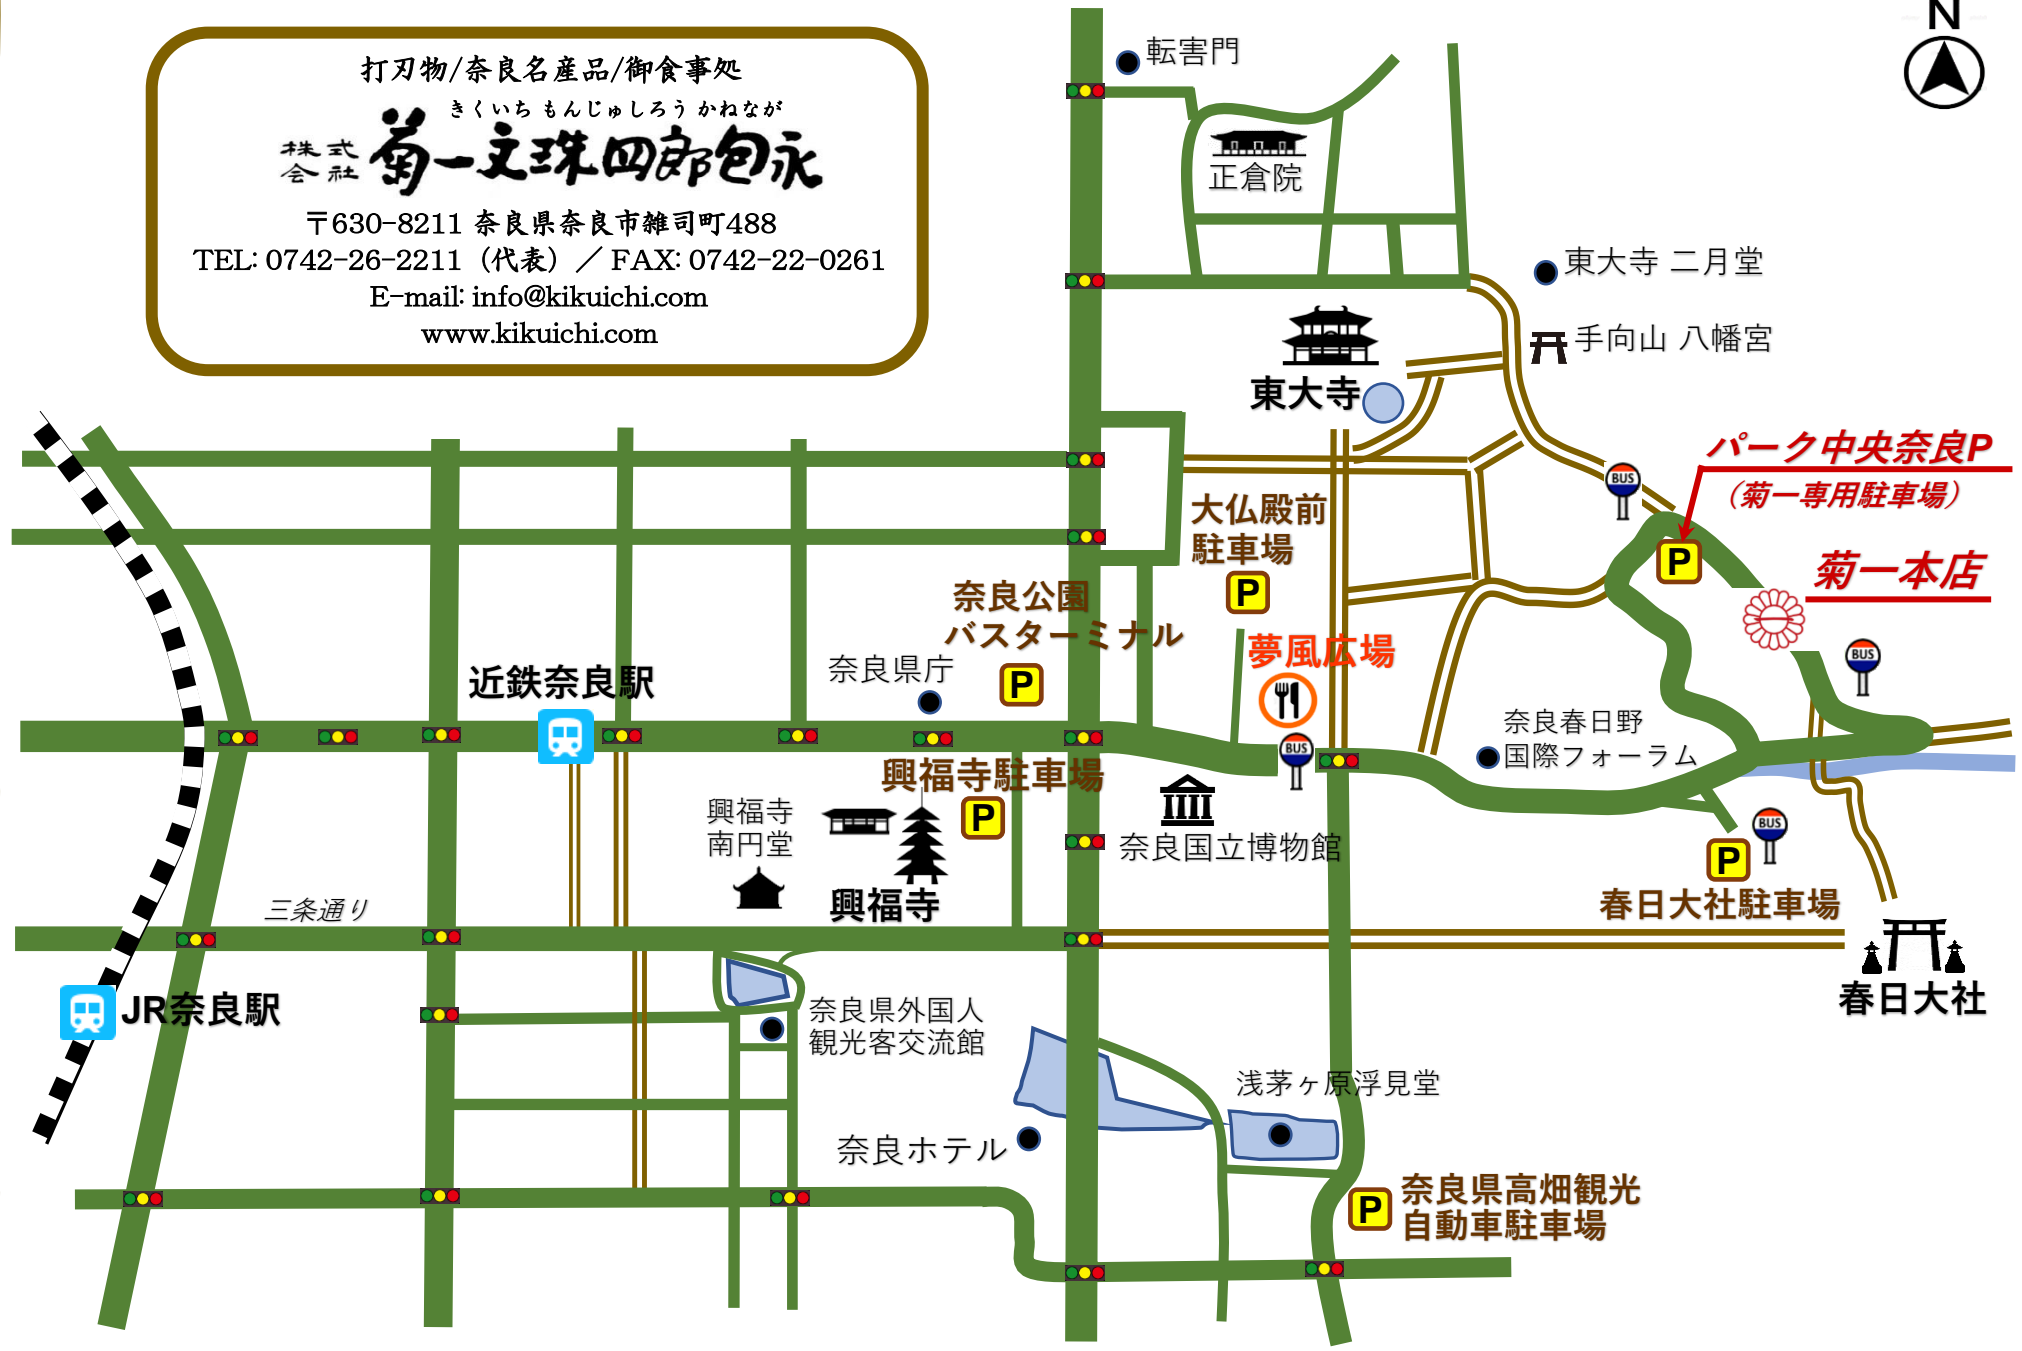 打刃物/奈良名産品/御食事処
きくいち もんじゅしろう かねなが
株式
会社
菊一文珠四郎包永
〒630-8211 奈良県奈良市雑司町488
TEL: 0742-26-2211（代表）／FAX: 0742-22-0261
E-mail: info@kikuichi.com
www.kikuichi.com
N
転害門
正倉院
東大寺 二月堂
手向山 八幡宮
東大寺
パーク中央奈良P
（菊一専用駐車場）
BUS
P
菊一本店
大仏殿前
駐車場
P
奈良公園
バスターミナル
P
夢風広場
BUS
BUS
奈良県庁
近鉄奈良駅
奈良春日野
国際フォーラム
興福寺駐車場
P
興福寺
南円堂
興福寺
奈良国立博物館
BUS
P
春日大社駐車場
三条通り
春日大社
JR奈良駅
奈良県外国人
観光客交流館
浅茅ヶ原浮見堂
奈良ホテル
P
奈良県高畑観光
自動車駐車場